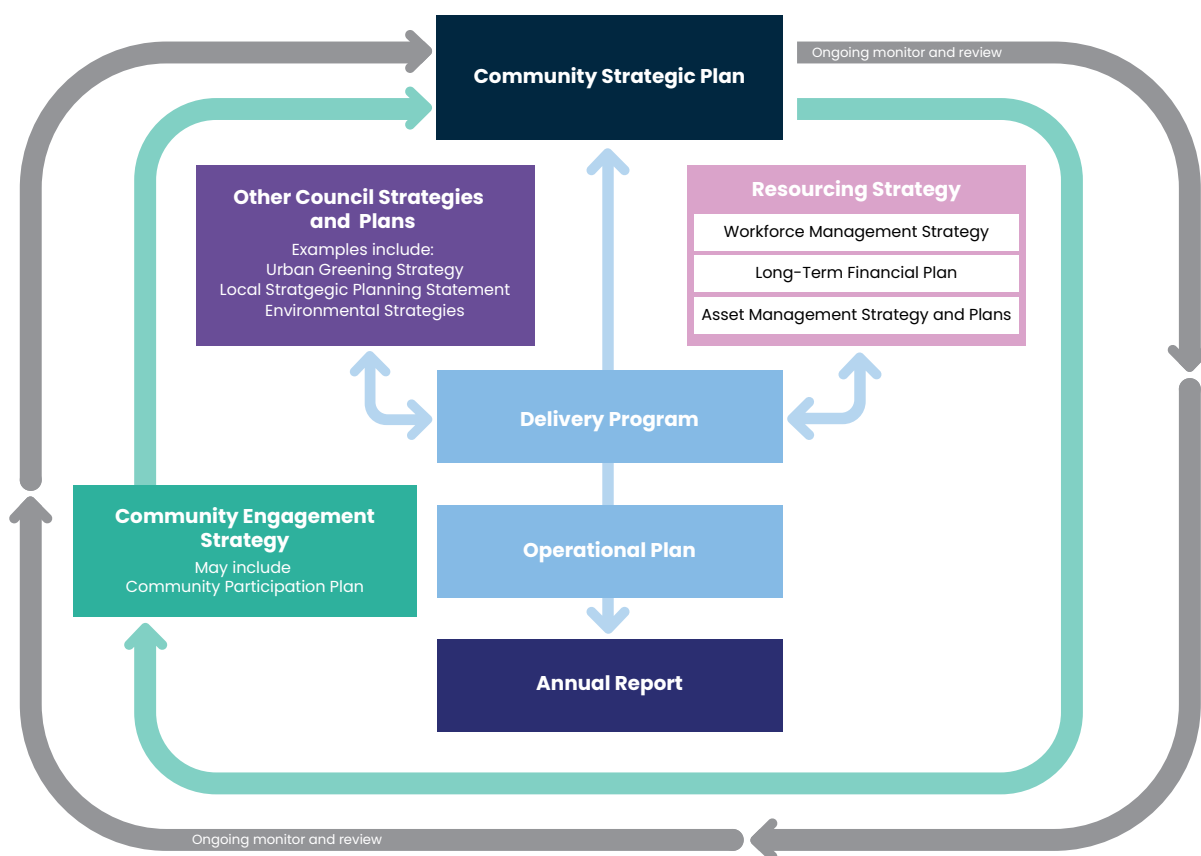 Community Strategic Plan
Ongoing monitor and review
Other Council Strategies
and Plans
Examples include:
Urban Greening Strategy
Local Stratgegic Planning Statement
Environmental Strategies
Resourcing Strategy
Workforce Management Strategy
Long-Term Financial Plan
Asset Management Strategy and Plans
Delivery Program
Community Engagement
Strategy
May include
Community Participation Plan
Operational Plan
Annual Report
Ongoing monitor and review